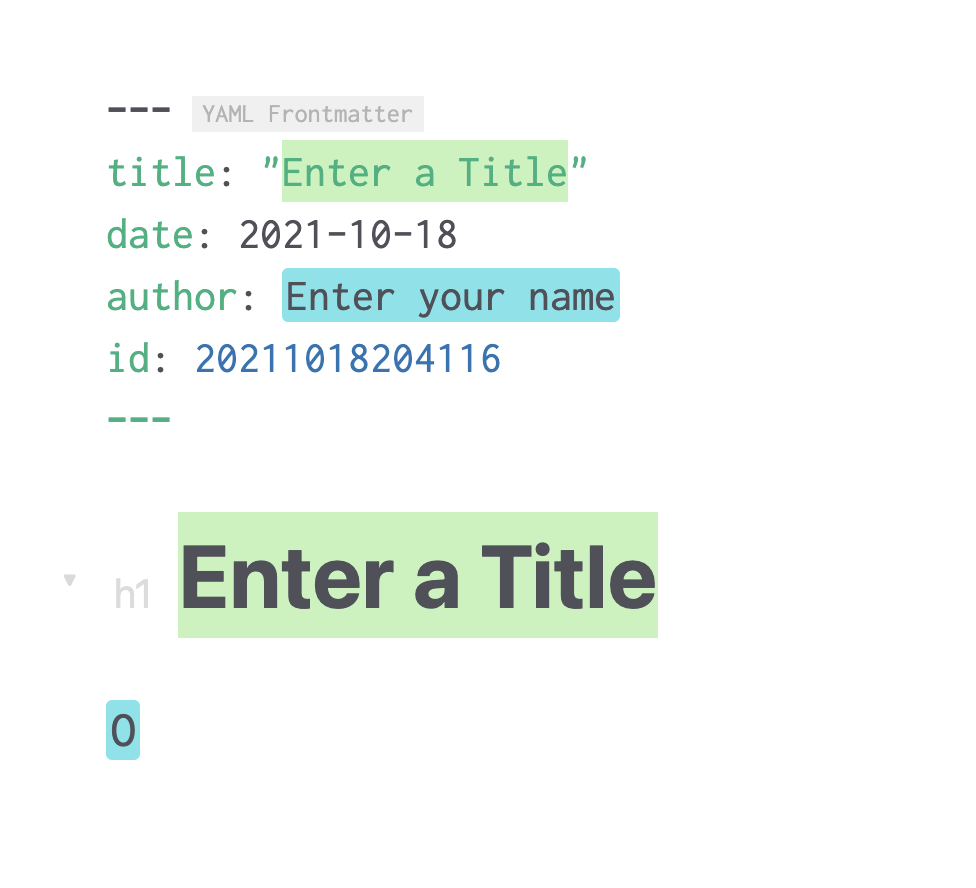 --- YAML Frontmatter
title: "Enter a Title"
date: 2021-10-18
author: Enter your name
id: 20211018204116
---
h1 Enter a Title
0